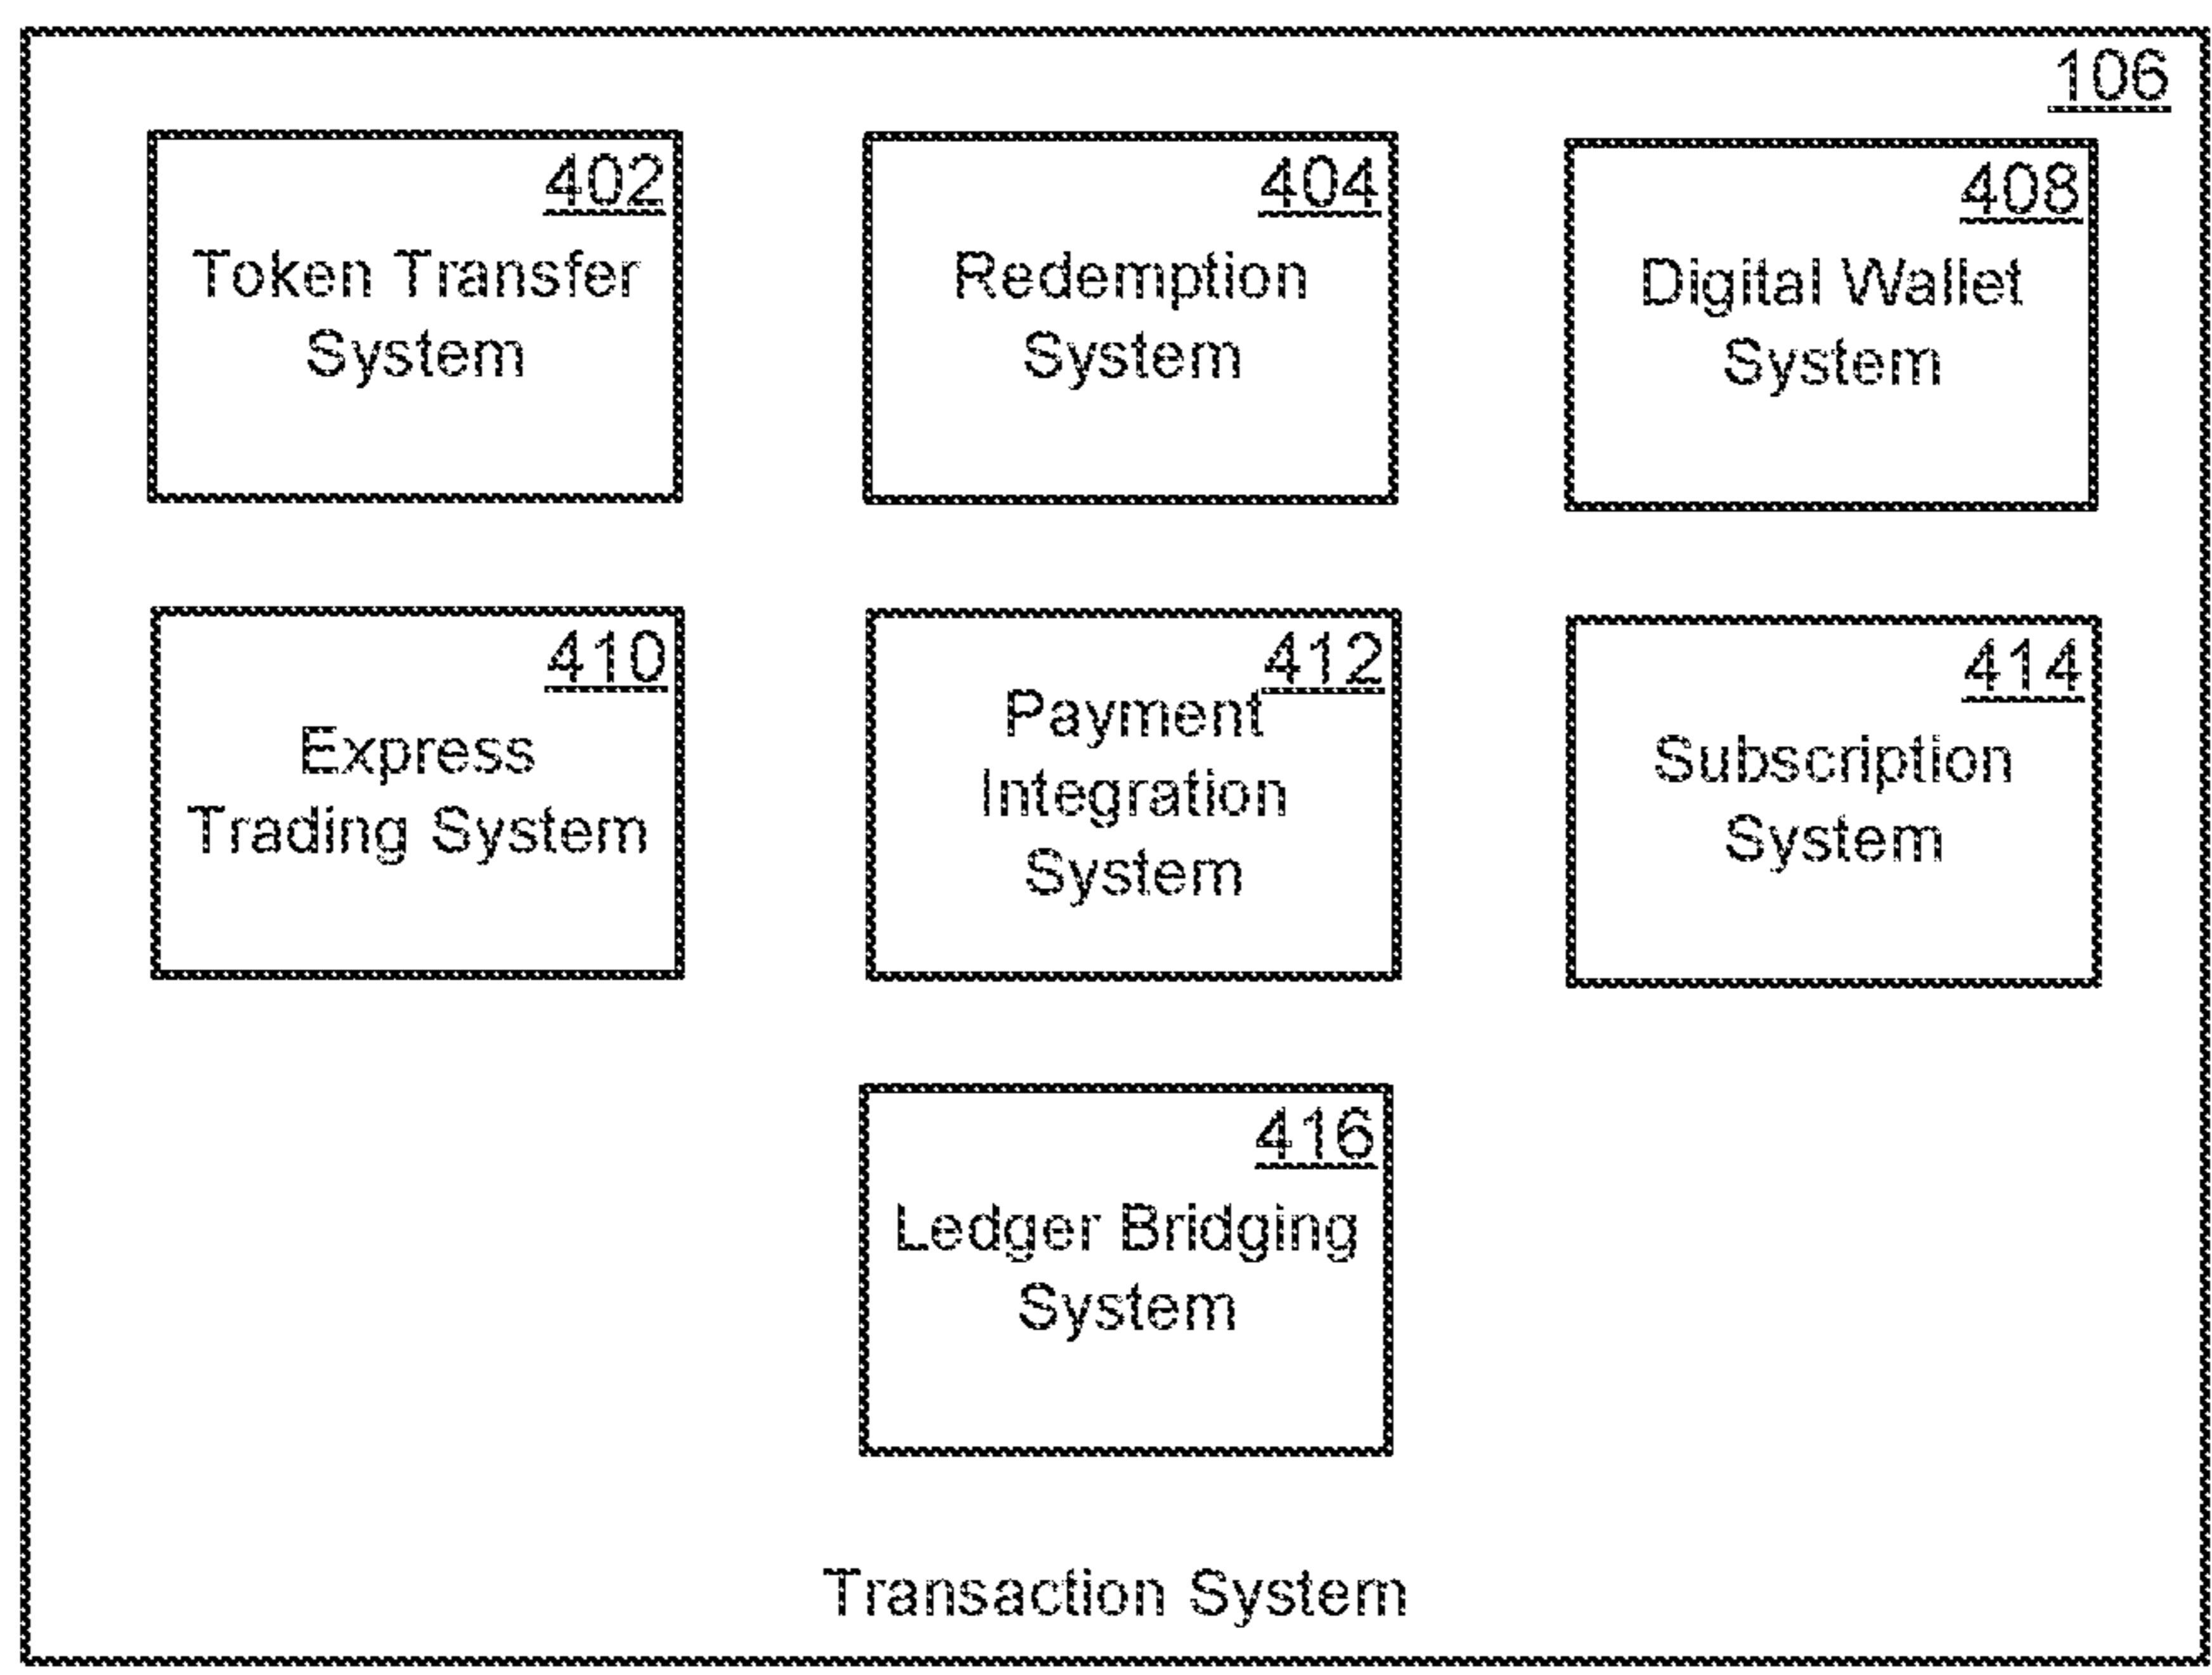 106
402
Token Transfer
System
404
Redemption
System
408
Digital Wallet
System
410
Express
Trading System
412
Payment
Integration
System
414
Subscription
System
416
Ledger Bridging
System
Transaction System